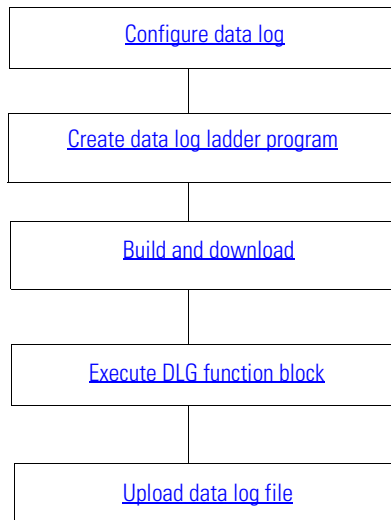 Configure data log
Create data log ladder program
Build and download
Execute DLG function block
Upload data log file